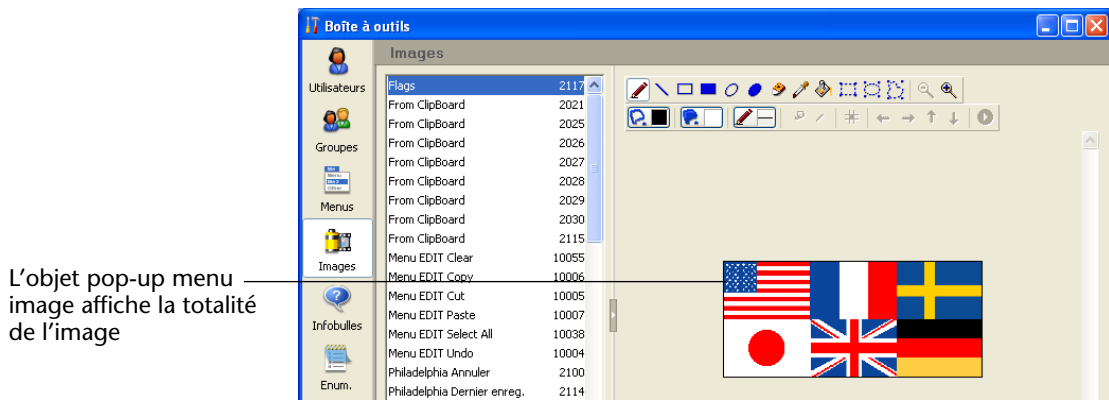 Boîte à outils
Images
Utilisateurs
Groupes
Menus
Images
Infobulles
Enum.
Flags 2117
From ClipBoard 2021
From ClipBoard 2025
From ClipBoard 2026
From ClipBoard 2027
From ClipBoard 2028
From ClipBoard 2029
From ClipBoard 2030
From ClipBoard 2115
Menu EDIT Clear 10055
Menu EDIT Copy 10006
Menu EDIT Cut 10005
Menu EDIT Paste 10007
Menu EDIT Select All 10038
Menu EDIT Undo 10004
Philadelphia Annuler 2100
Philadelphia Dernier enreg. 2114
L'objet pop-up menu
image affiche la totalité
de l'image